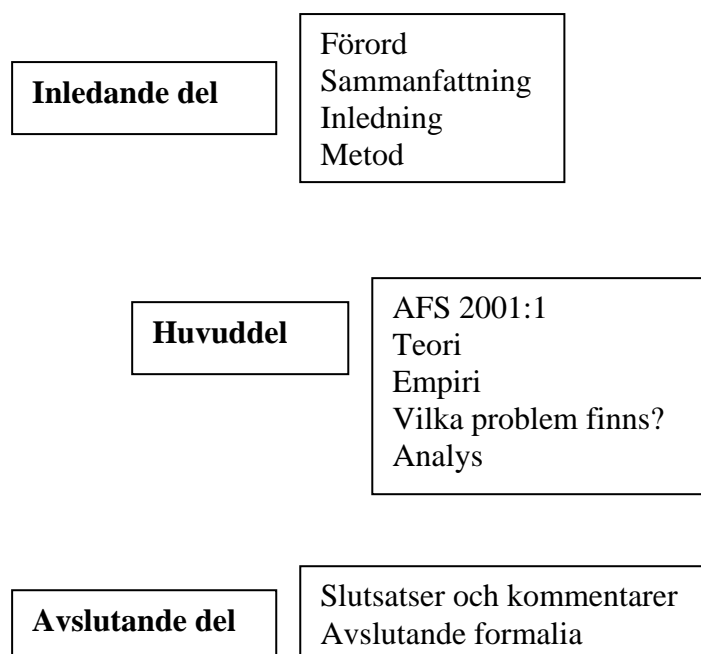 Inledande del
Förord
Sammanfattning
Inledning
Metod
Huvuddel
AFS 2001:1
Teori
Empiri
Vilka problem finns?
Analys
Avslutande del
Slutsatser och kommentarer
Avslutande formalia